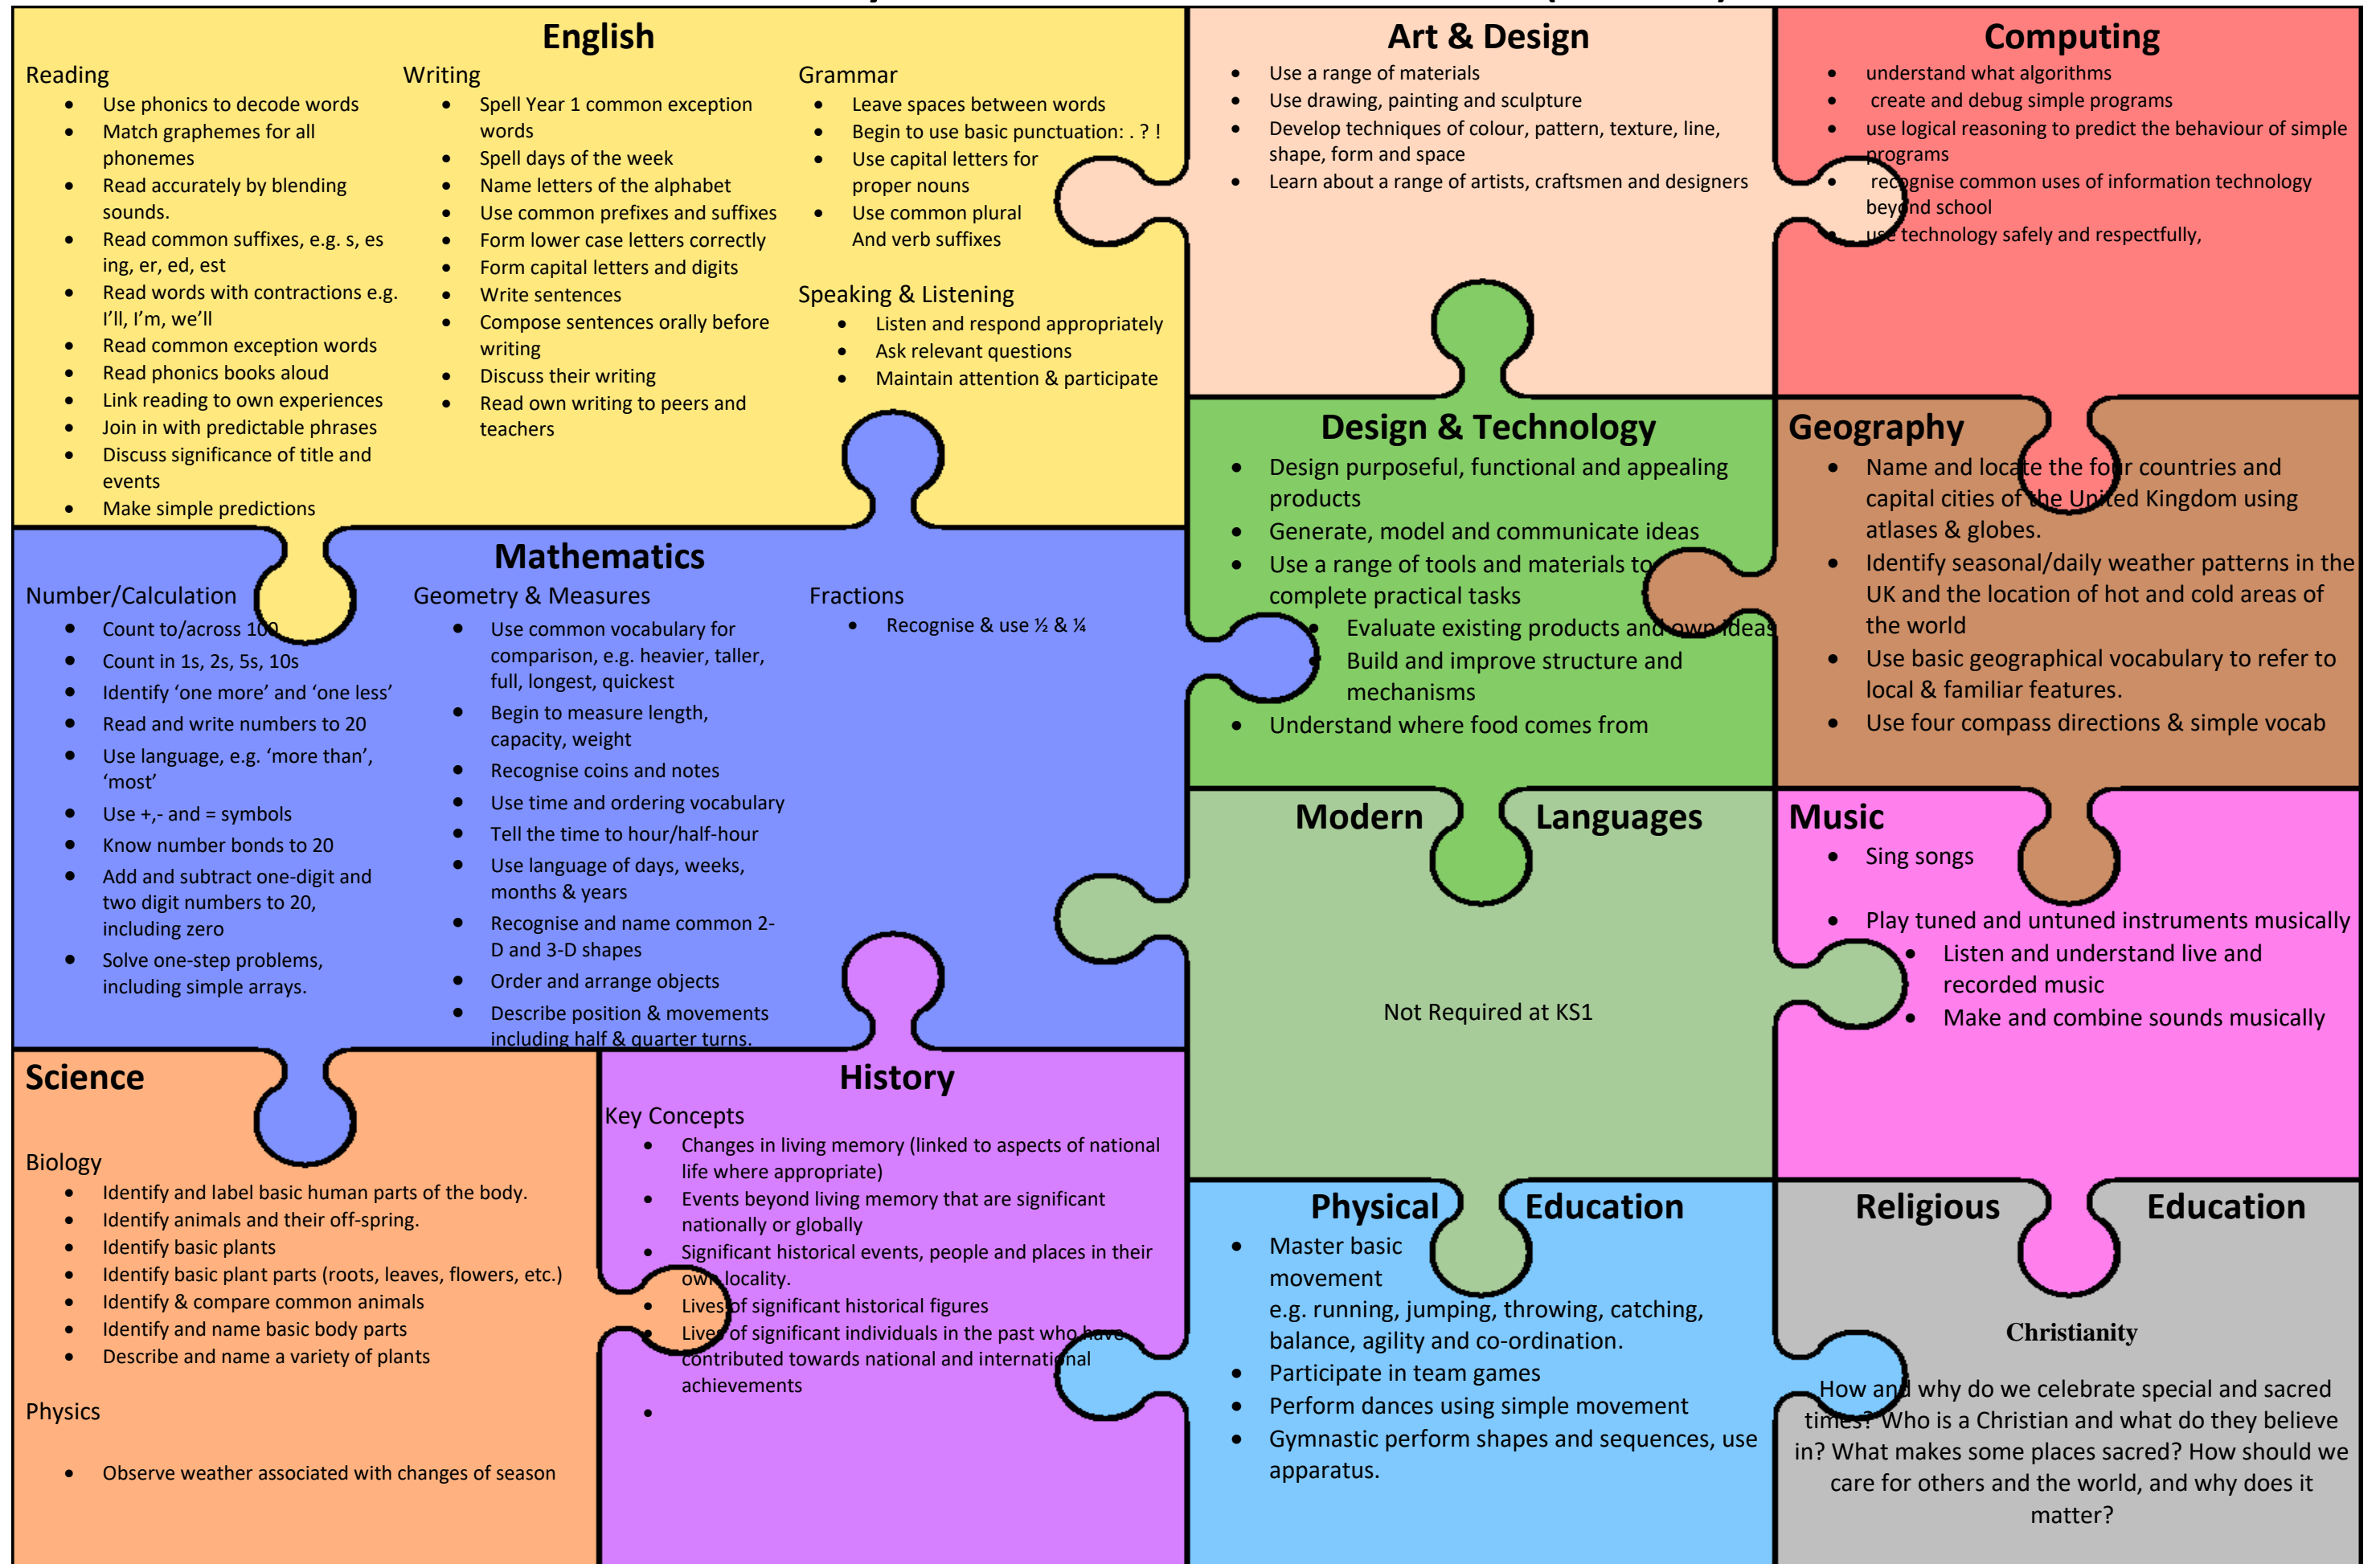 English
Reading
• Use phonics to decode words
• Match graphemes for all
phonemes
• Read accurately by blending
sounds.
• Read common suffixes, e.g. s, es
ing, er, ed, est
• Read words with contractions e.g.
I’ll, I’m, we’ll
• Read common exception words
• Read phonics books aloud
• Link reading to own experiences
• Join in with predictable phrases
• Discuss significance of title and
events
• Make simple predictions
Writing
• Spell Year 1 common exception
words
• Spell days of the week
• Name letters of the alphabet
• Use common prefixes and suffixes
• Form lower case letters correctly
• Form capital letters and digits
• Write sentences
• Compose sentences orally before
writing
• Discuss their writing
• Read own writing to peers and
teachers
Grammar
• Leave spaces between words
• Begin to use basic punctuation: . ? !
• Use capital letters for
proper nouns
• Use common plural
And verb suffixes
Speaking & Listening
• Listen and respond appropriately
• Ask relevant questions
• Maintain attention & participate
Art & Design
• Use a range of materials
• Use drawing, painting and sculpture
• Develop techniques of colour, pattern, texture, line,
shape, form and space
• Learn about a range of artists, craftsmen and designers
Computing
• understand what algorithms
• create and debug simple programs
• use logical reasoning to predict the behaviour of simple
programs
• recognise common uses of information technology
beyond school
• use technology safely and respectfully,
Mathematics
Number/Calculation
• Count to/across 100
• Count in 1s, 2s, 5s, 10s
• Identify ‘one more’ and ‘one less’
• Read and write numbers to 20
• Use language, e.g. ‘more than’,
‘most’
• Use +,- and = symbols
• Know number bonds to 20
• Add and subtract one-digit and
two digit numbers to 20,
including zero
• Solve one-step problems,
including simple arrays.
Geometry & Measures
• Use common vocabulary for
comparison, e.g. heavier, taller,
full, longest, quickest
• Begin to measure length,
capacity, weight
• Recognise coins and notes
• Use time and ordering vocabulary
• Tell the time to hour/half-hour
• Use language of days, weeks,
months & years
• Recognise and name common 2-
D and 3-D shapes
• Order and arrange objects
• Describe position & movements
including half & quarter turns.
Fractions
• Recognise & use ½ & ¼
Design & Technology
• Design purposeful, functional and appealing
products
• Generate, model and communicate ideas
• Use a range of tools and materials to
complete practical tasks
• Evaluate existing products and own ideas
• Build and improve structure and
mechanisms
• Understand where food comes from
Geography
• Name and locate the four countries and
capital cities of the United Kingdom using
atlases & globes.
• Identify seasonal/daily weather patterns in the
UK and the location of hot and cold areas of
the world
• Use basic geographical vocabulary to refer to
local & familiar features.
• Use four compass directions & simple vocab
Modern Languages
Not Required at KS1
Music
• Sing songs
• Play tuned and untuned instruments musically
• Listen and understand live and
recorded music
• Make and combine sounds musically
Science
Biology
• Identify and label basic human parts of the body.
• Identify animals and their off-spring.
• Identify basic plants
• Identify basic plant parts (roots, leaves, flowers, etc.)
• Identify & compare common animals
• Identify and name basic body parts
• Describe and name a variety of plants
Physics
• Observe weather associated with changes of season
History
Key Concepts
• Changes in living memory (linked to aspects of national
life where appropriate)
• Events beyond living memory that are significant
nationally or globally
• Significant historical events, people and places in their
own locality.
• Lives of significant historical figures
• Lives of significant individuals in the past who have
contributed towards national and international
achievements
•
Physical Education
• Master basic
movement
e.g. running, jumping, throwing, catching,
balance, agility and co-ordination.
• Participate in team games
• Perform dances using simple movement
• Gymnastic perform shapes and sequences, use
apparatus.
Religious Education
Christianity
How and why do we celebrate special and sacred
times? Who is a Christian and what do they believe
in? What makes some places sacred? How should we
care for others and the world, and why does it
matter?